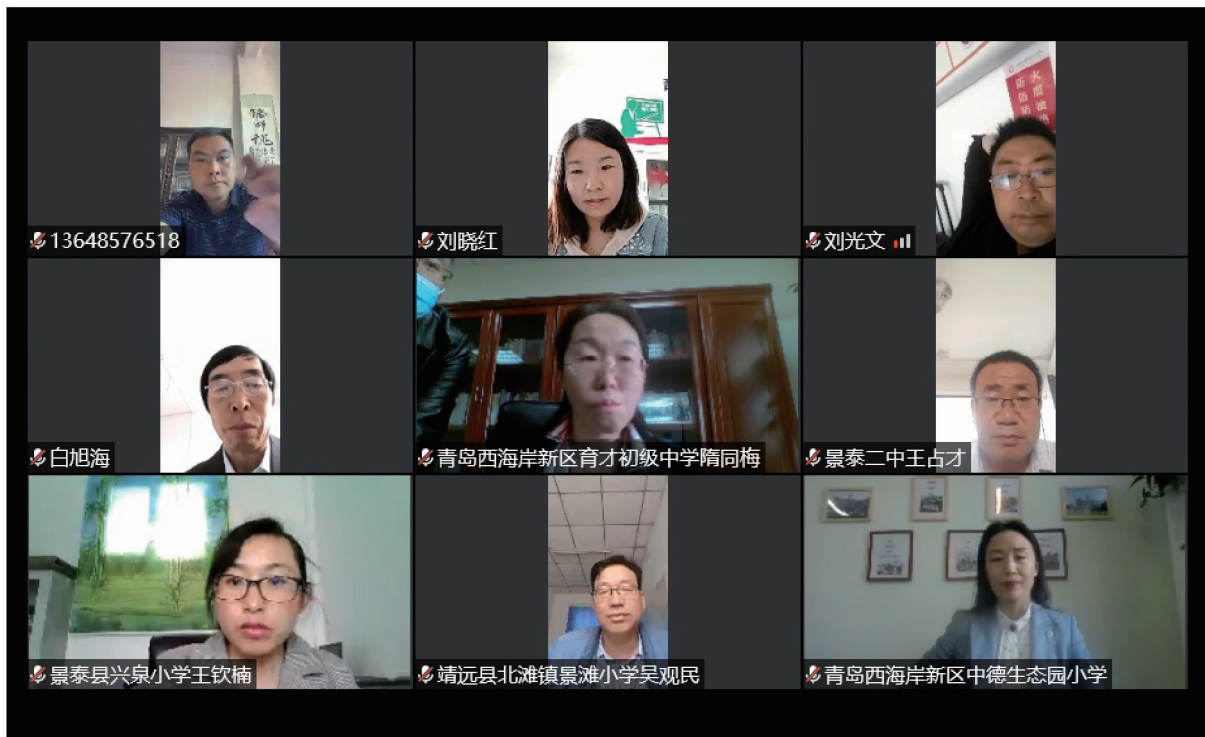 13648576518
刘晓红
刘光文
白旭海
青岛西海岸新区育才初级中学隋同梅
景泰二中王占才
景泰县兴泉小学王钦楠
靖远县北滩镇景滩小学吴观民
青岛西海岸新区中德生态园小学